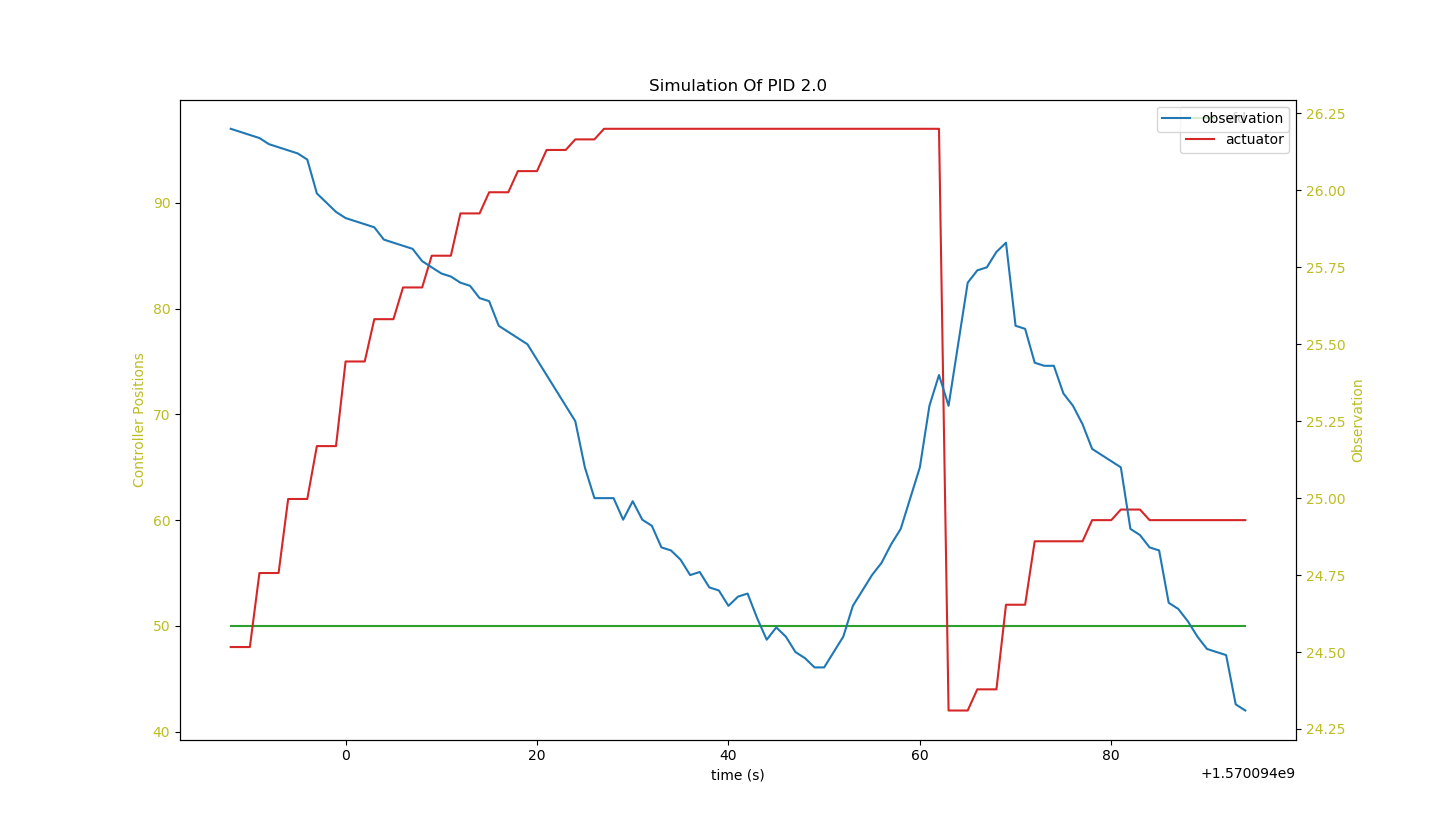 Simulation Of PID 2.0
observation
actuator
Controller Positions
90
80
70
60
50
40
26.25
26.00
25.75
25.50
25.25
25.00
24.75
24.50
24.25
Observation
0 20 40 60 80
time (s)
+1.570094e9